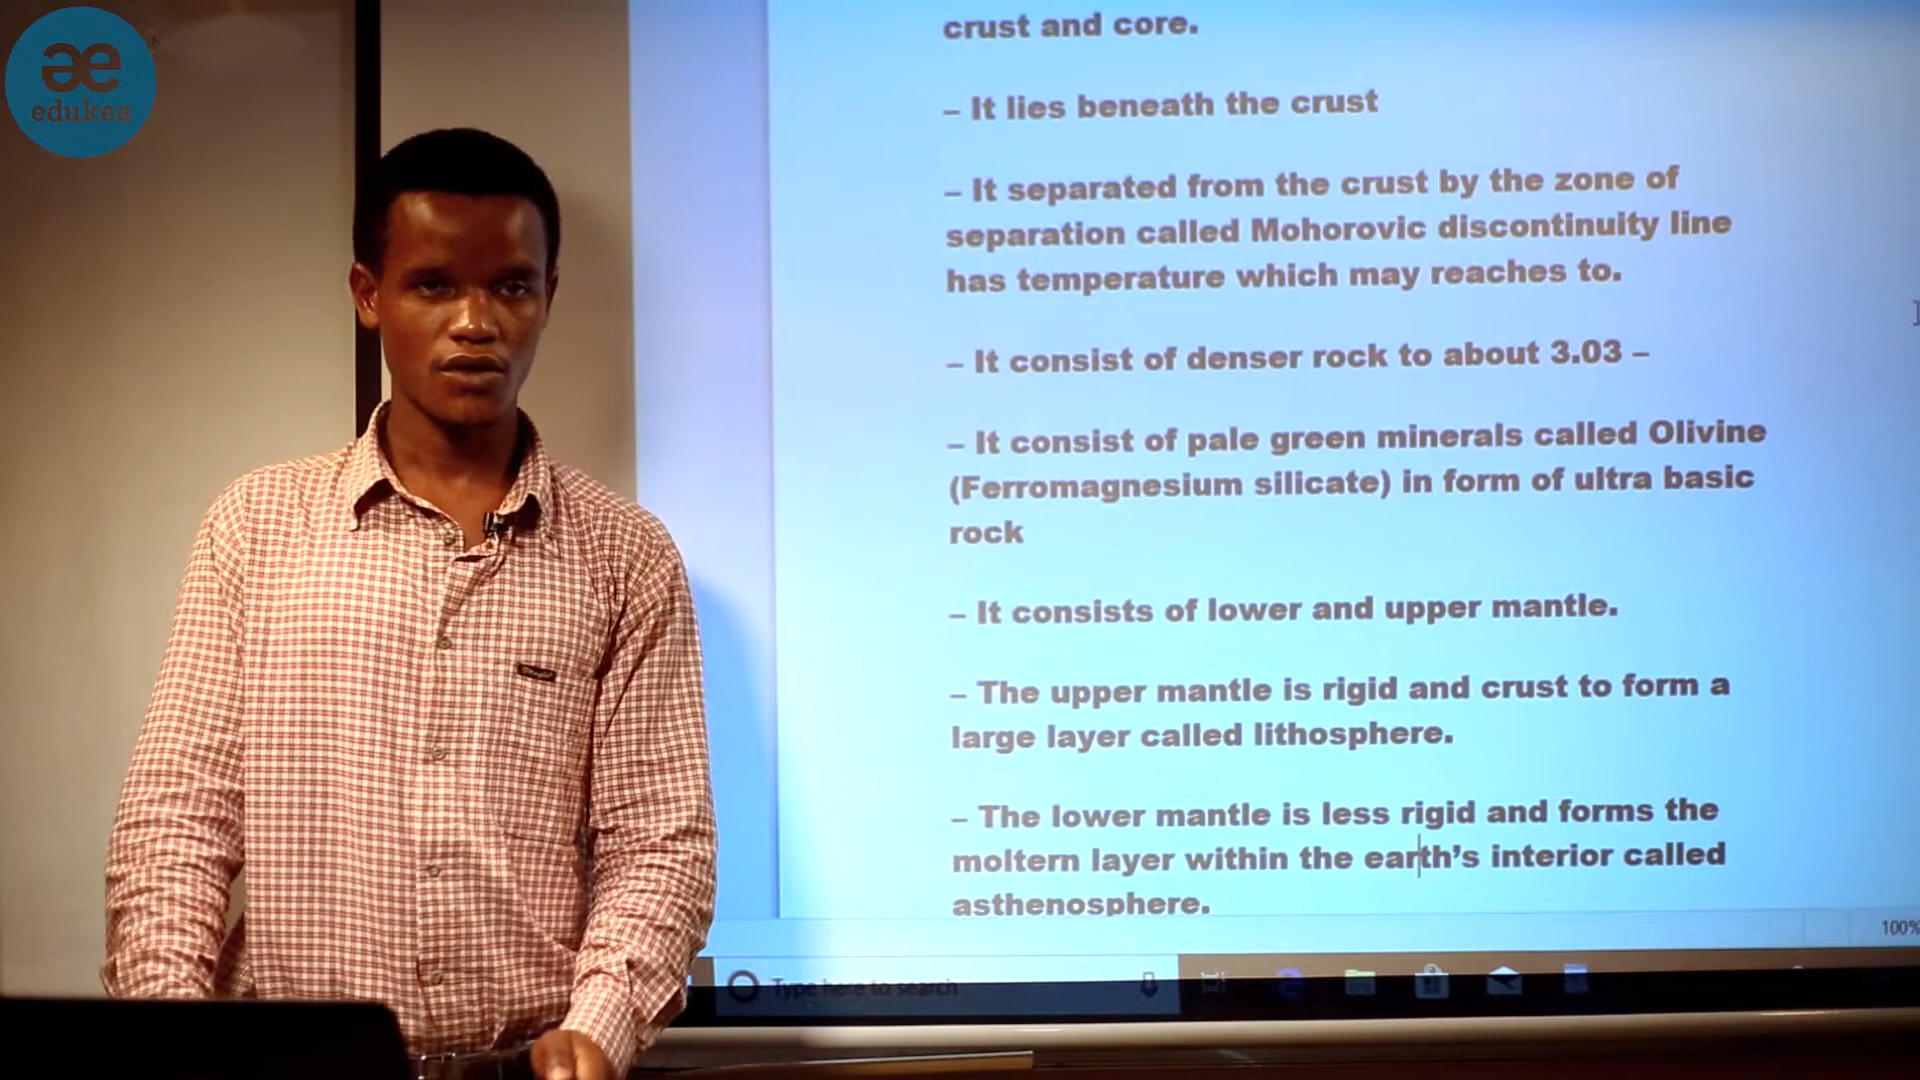 æe
edukea
crust and core.
– It lies beneath the crust
– It separated from the crust by the zone of
separation called Mohorovic discontinuity line
has temperature which may reaches to.
– It consist of denser rock to about 3.03 –
– It consist of pale green minerals called Olivine
(Ferromagnesium silicate) in form of ultra basic
rock
– It consists of lower and upper mantle.
– The upper mantle is rigid and crust to form a
large layer called lithosphere.
– The lower mantle is less rigid and forms the
moltern layer within the earth’s interior called
asthenosphere.
100%
Type here to search